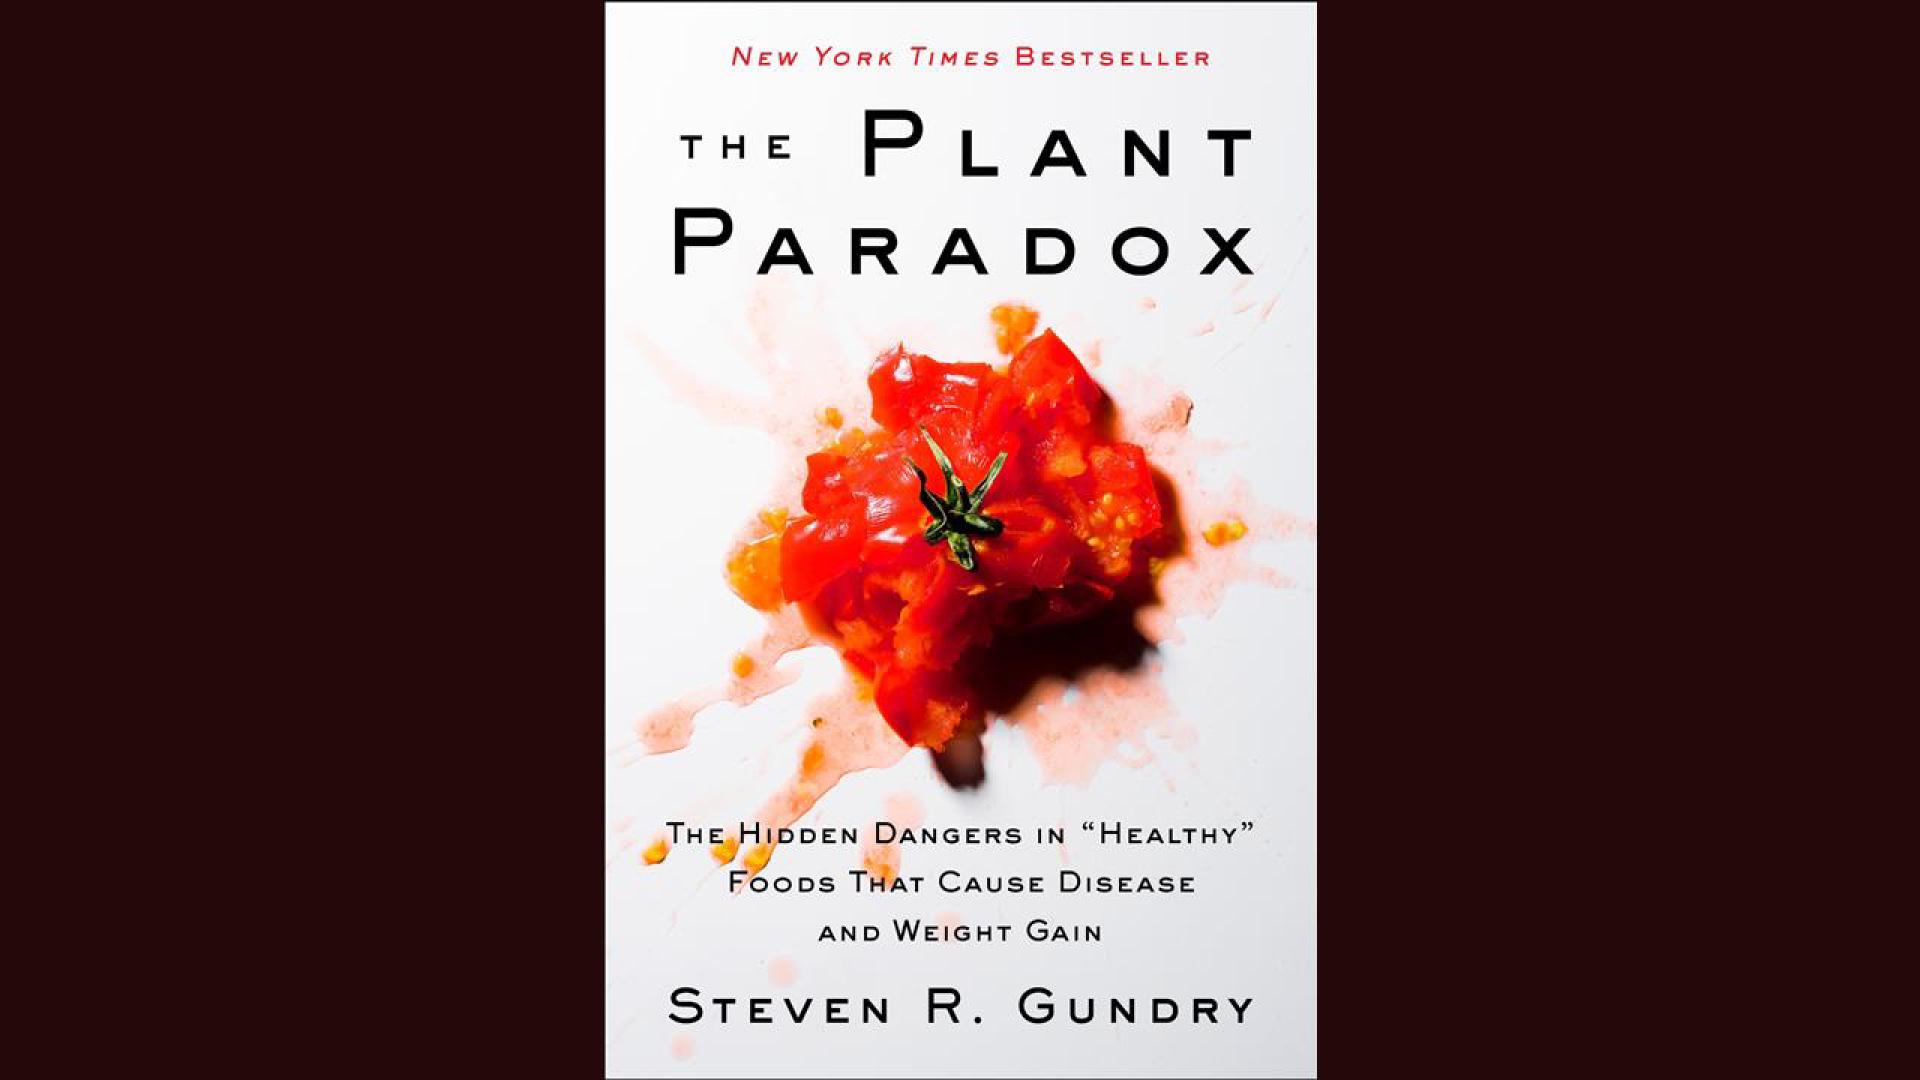 New York Times Bestseller
THE PLANT
PARADOX
The Hidden Dangers in “Healthy”
Foods That Cause Disease
and Weight Gain
Steven R. Gundry